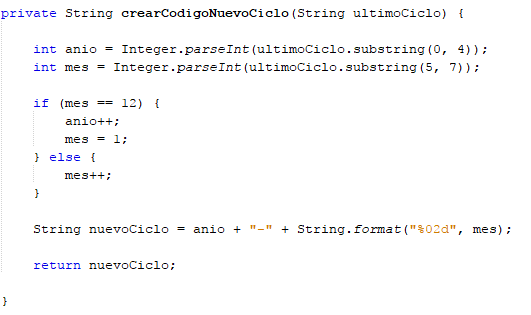 private String crearCodigoNuevoCiclo(String ultimoCiclo) {
int anio = Integer.parseInt(ultimoCiclo.substring(0, 4));
int mes = Integer.parseInt(ultimoCiclo.substring(5, 7));
if (mes == 12) {
anio++;
mes = 1;
} else {
mes++;
}
String nuevoCiclo = anio + "-" + String.format("%02d", mes);
return nuevoCiclo;
}